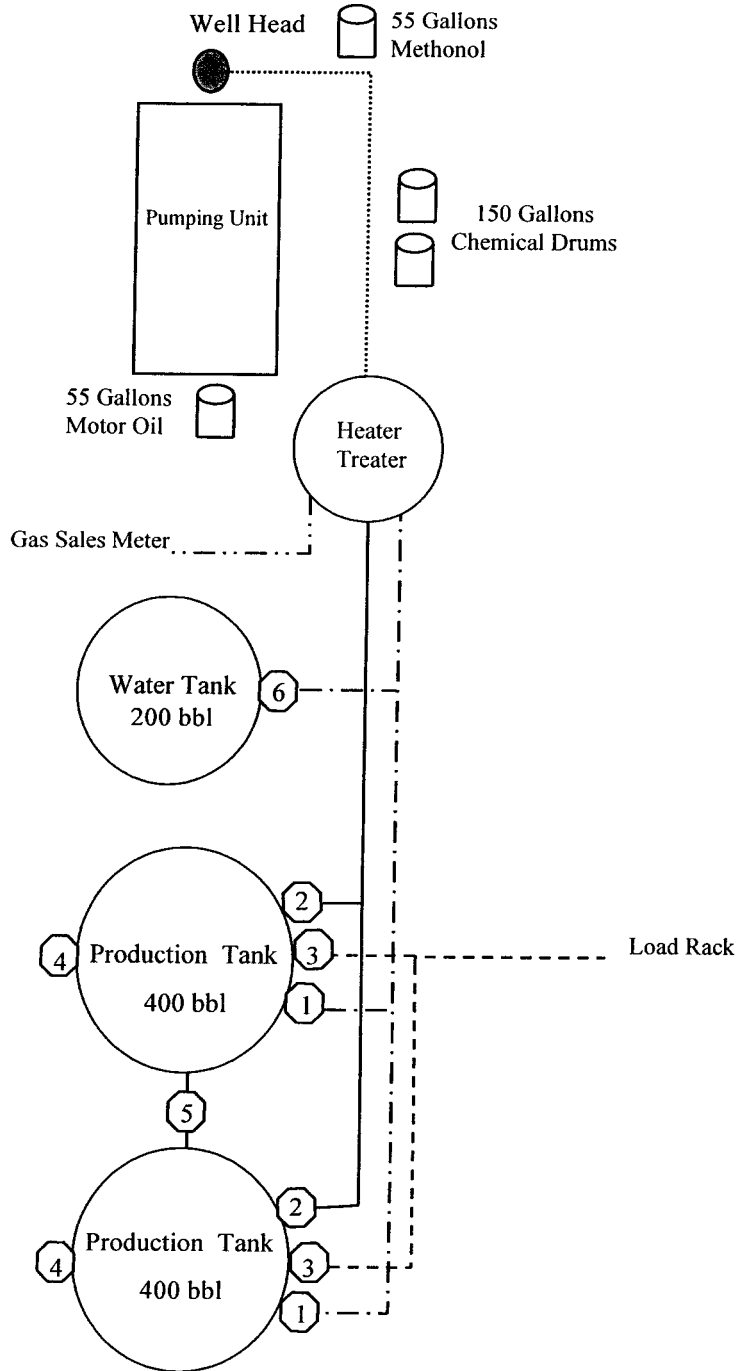 Well Head
55 Gallons
Methonol
Pumping Unit
150 Gallons
Chemical Drums
55 Gallons
Motor Oil
Heater
Treater
Gas Sales Meter
Water Tank
200 bbl
6
2
4
Production Tank
3
Load Rack
400 bbl
1
5
2
4
Production Tank
3
400 bbl
1